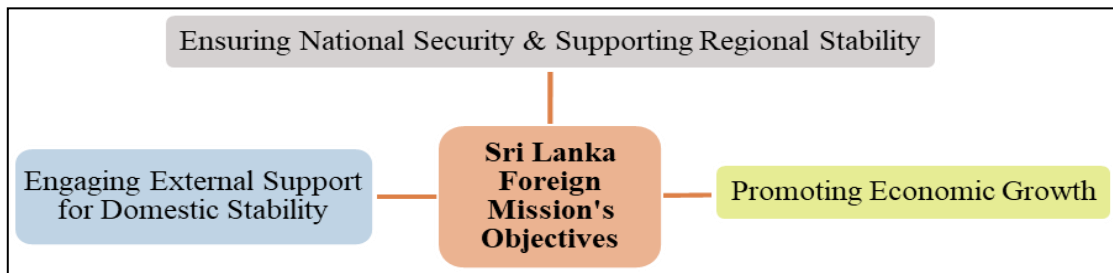 Ensuring National Security & Supporting Regional Stability
Engaging External Support
for Domestic Stability
Sri Lanka
Foreign
Mission's
Objectives
Promoting Economic Growth